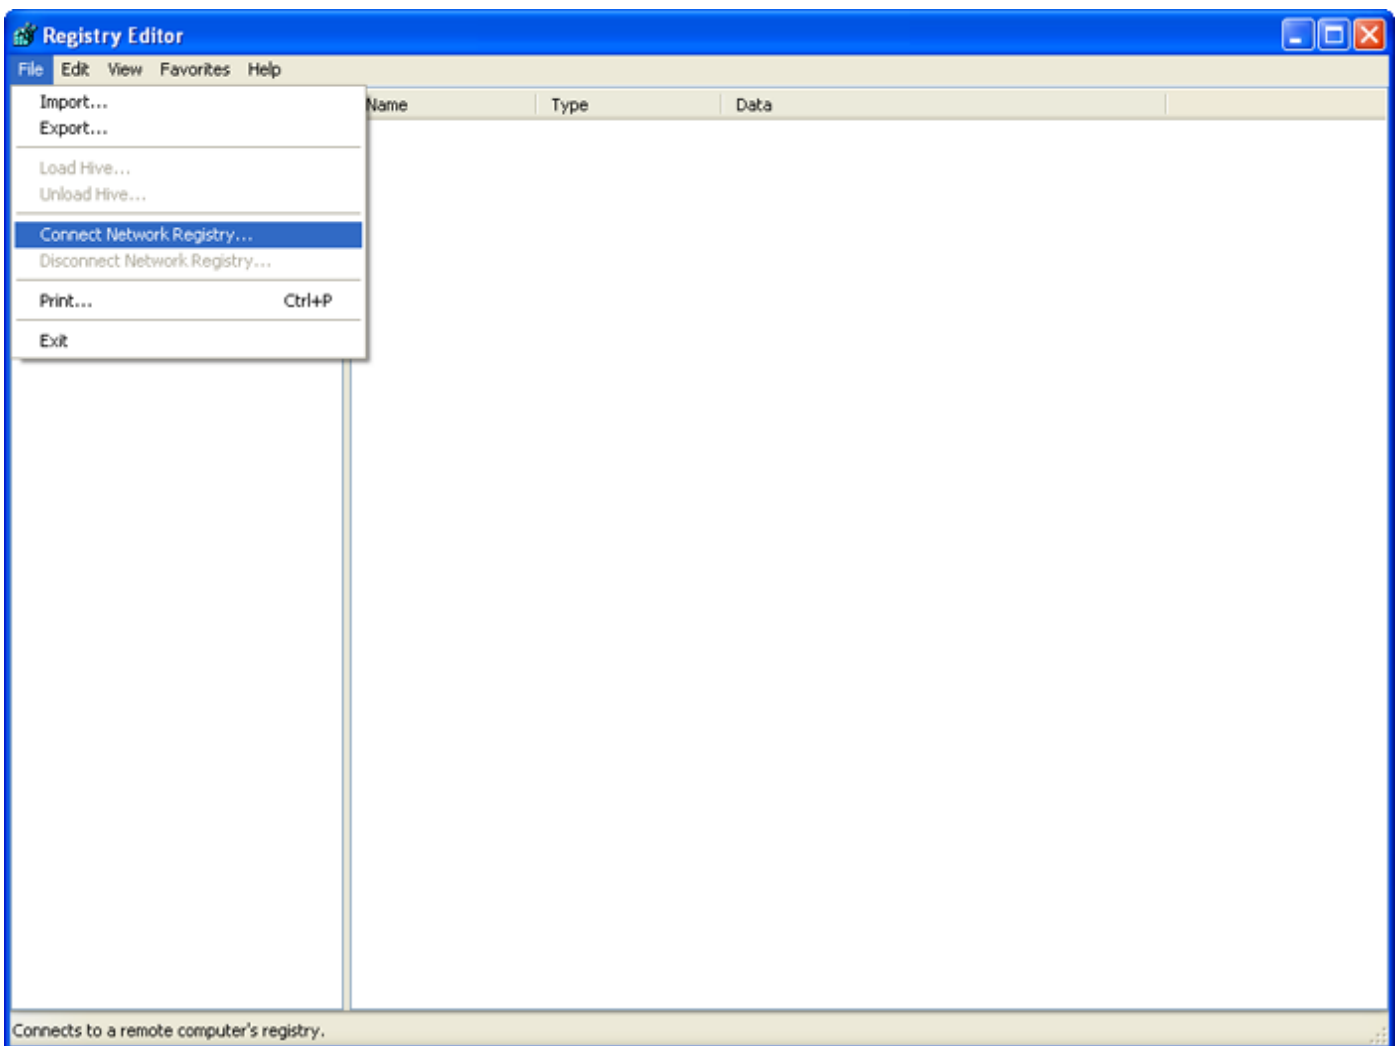 Registry Editor
File Edit View Favorites Help
Import...
Export...
Load Hive...
Unload Hive...
Connect Network Registry...
Disconnect Network Registry...
Print... Ctrl+P
Exit
Name Type Data
Connects to a remote computer's registry.